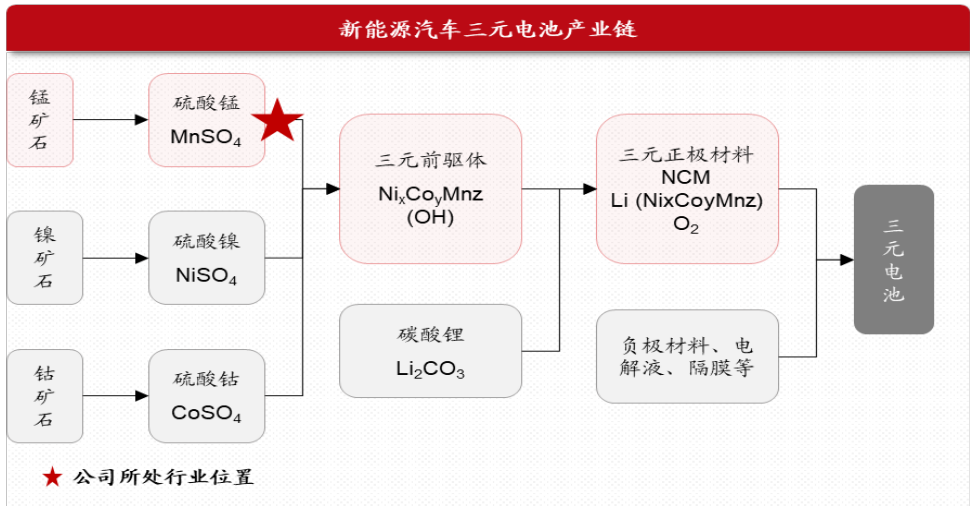 新能源汽车三元电池产业链
锰
矿
石
硫酸锰
MnSO₄
镍
矿
石
硫酸镍
NiSO₄
钴
矿
石
硫酸钴
CoSO₄
三元前驱体
NiₓCoᵧMnz
(OH)
碳酸锂
Li₂CO₃
三元正极材料
NCM
Li (NixCoyMnz)
O₂
负极材料、电
解液、隔膜等
三
元
电
池
公司所处行业位置